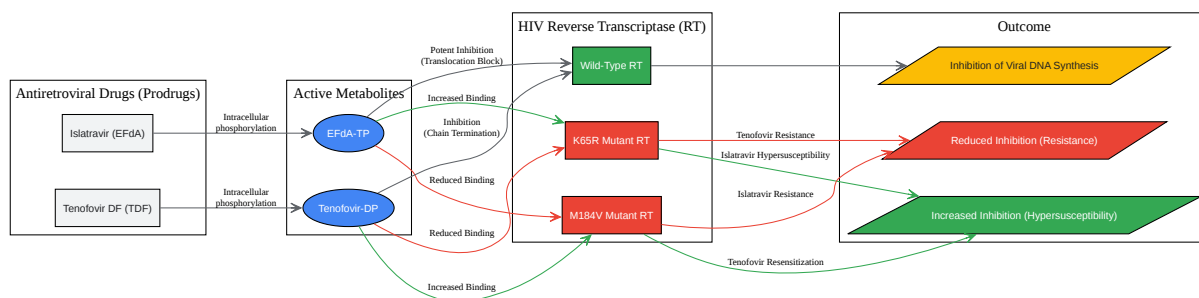 HIV Reverse Transcriptase (RT)
Outcome
Antiretroviral Drugs (Prodrugs)
Active Metabolites
Islatravir (EFdA)
Tenofovir DF (TDF)
Intracellular
phosphorylation
Intracellular
phosphorylation
EFdA-TP
Tenofovir-DP
Potent Inhibition
(Translocation Block)
Increased Binding
Inhibition
(Chain Termination)
Reduced Binding
Reduced Binding
Increased Binding
Wild-Type RT
K65R Mutant RT
M184V Mutant RT
Tenofovir Resistance
Islatravir Hypersusceptibility
Islatravir Resistance
Tenofovir Resensitization
Inhibition of Viral DNA Synthesis
Reduced Inhibition (Resistance)
Increased Inhibition (Hypersusceptibility)